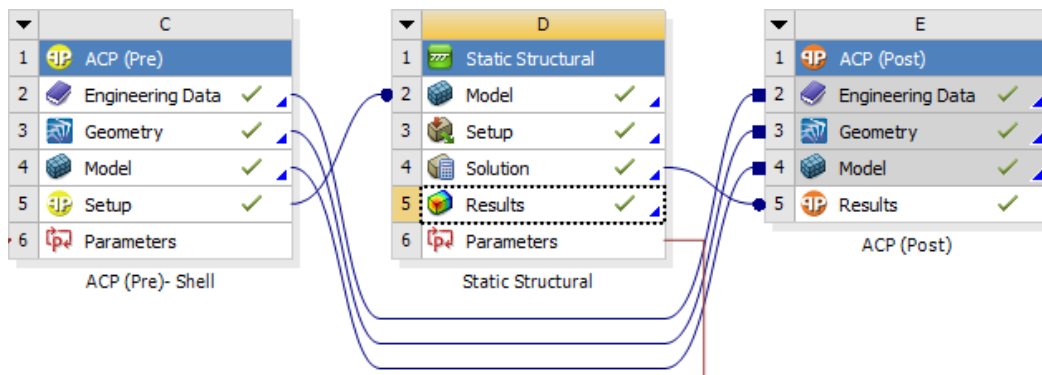 C
1 ACP (Pre)
2 Engineering Data
3 Geometry
4 Model
5 Setup
6 Parameters
ACP (Pre)- Shell
D
1 Static Structural
2 Model
3 Setup
4 Solution
5 Results
6 Parameters
Static Structural
E
1 ACP (Post)
2 Engineering Data
3 Geometry
4 Model
5 Results
ACP (Post)